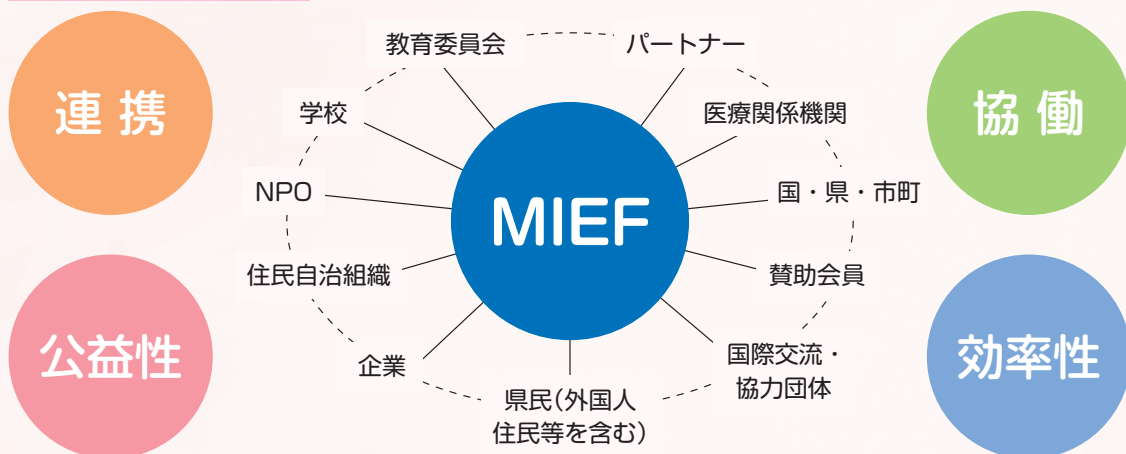 教育委員会
パートナー
連携
学校
医療関係機関
協働
NPO
MIEF
国・県・市町
住民自治組織
賛助会員
公益性
企業
国際交流・
協力団体
効率性
県民(外国人
住民等を含む)